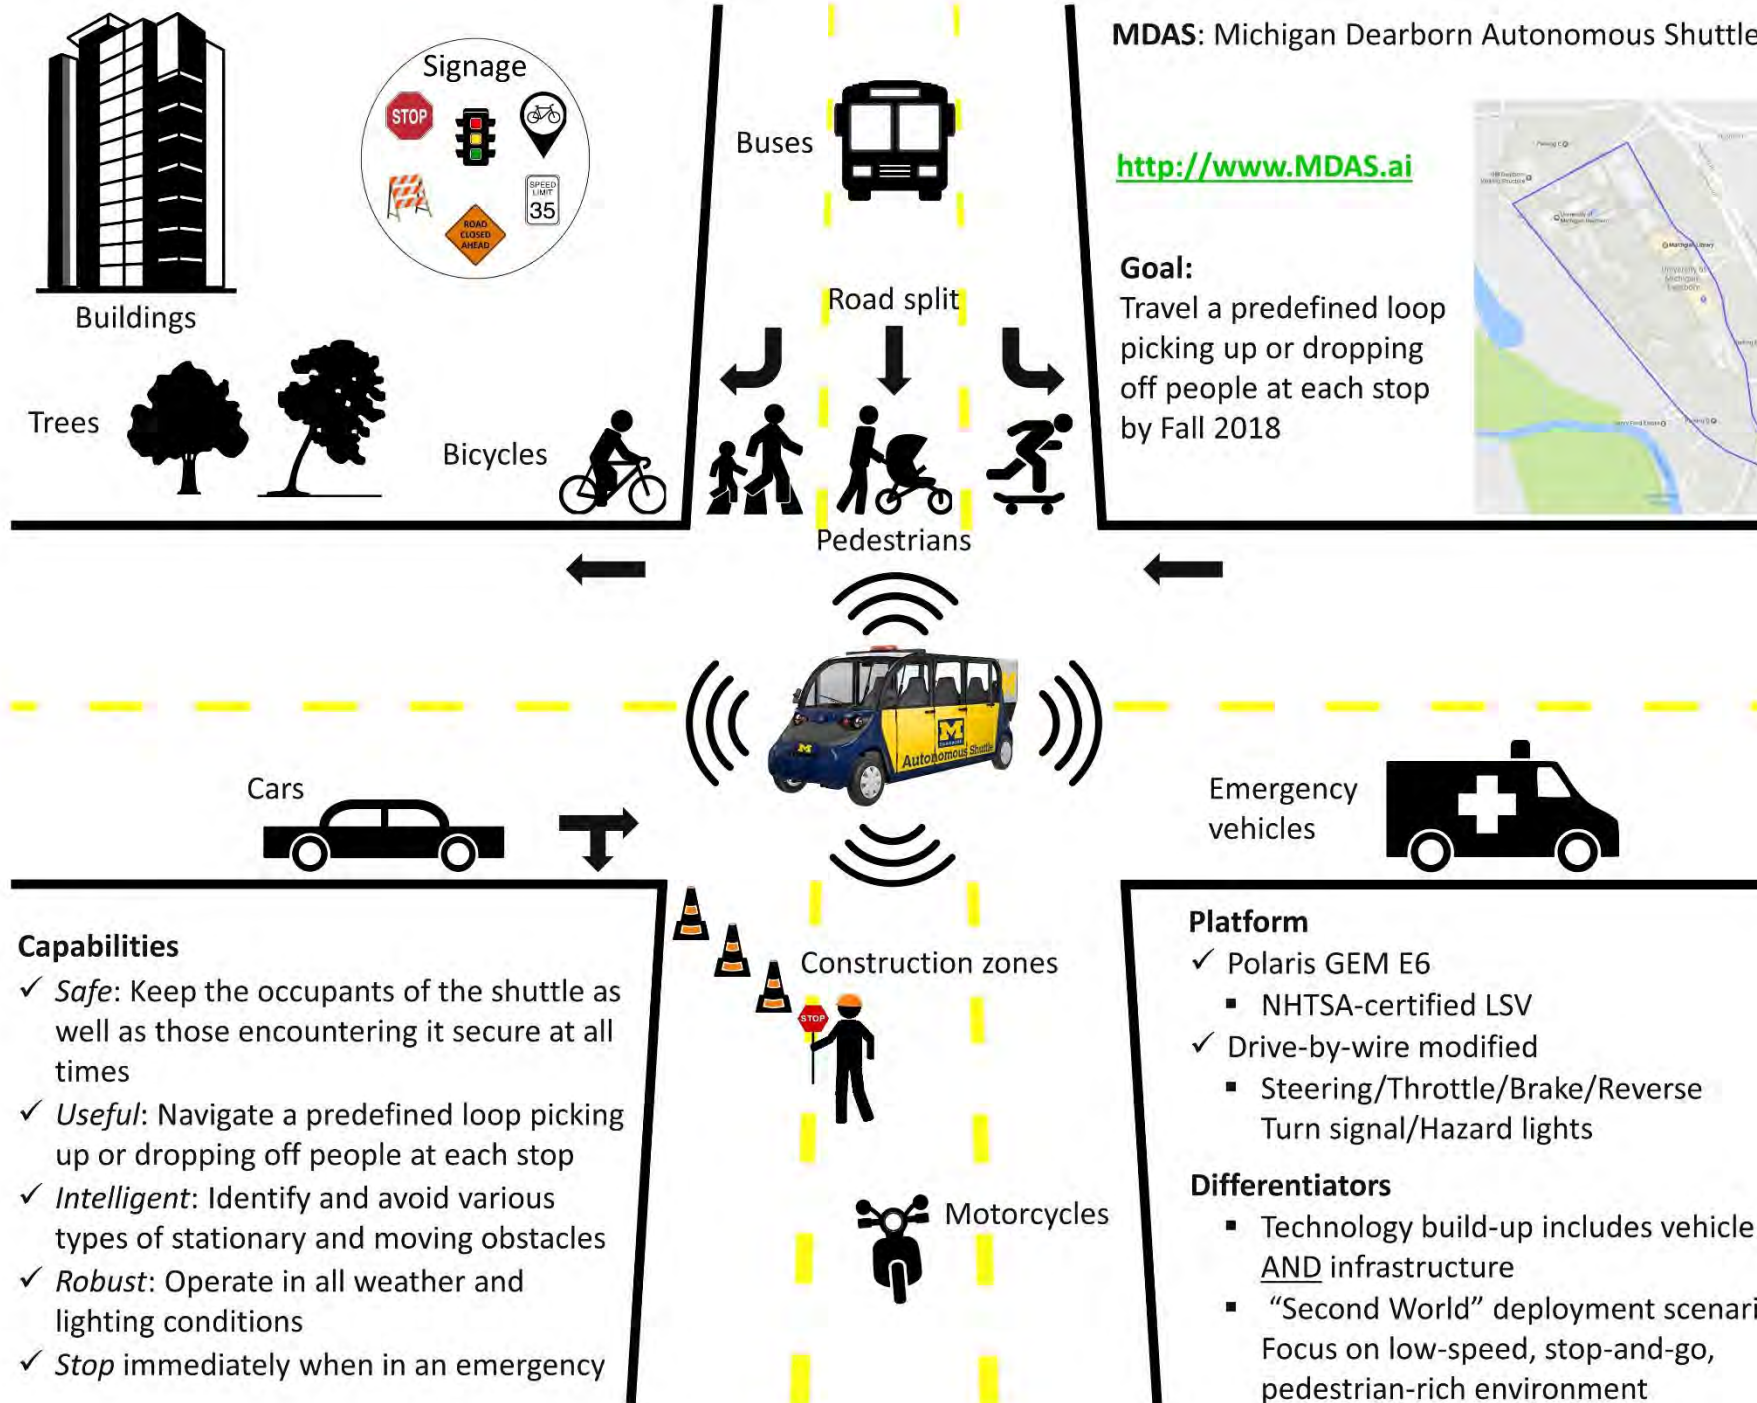 MDAS: Michigan Dearborn Autonomous Shuttle
http://www.MDAS.ai
Goal:
Travel a predefined loop
picking up or dropping
off people at each stop
by Fall 2018
Signage
STOP
SPEED
LIMIT
35
ROAD
CLOSED
AHEAD
Buildings
Trees
Bicycles
Buses
Road split
Pedestrians
University of
Michigan
Dearborn
M
Autonomous Shuttle
Cars
Emergency
vehicles
Construction zones
STOP
Motorcycles
Capabilities
✓ Safe: Keep the occupants of the shuttle as
well as those encountering it secure at all
times
✓ Useful: Navigate a predefined loop picking
up or dropping off people at each stop
✓ Intelligent: Identify and avoid various
types of stationary and moving obstacles
✓ Robust: Operate in all weather and
lighting conditions
✓ Stop immediately when in an emergency
Platform
✓ Polaris GEM E6
▪ NHTSA-certified LSV
✓ Drive-by-wire modified
▪ Steering/Throttle/Brake/Reverse
Turn signal/Hazard lights
Differentiators
▪ Technology build-up includes vehicle
AND infrastructure
▪ “Second World” deployment scenari
Focus on low-speed, stop-and-go,
pedestrian-rich environment